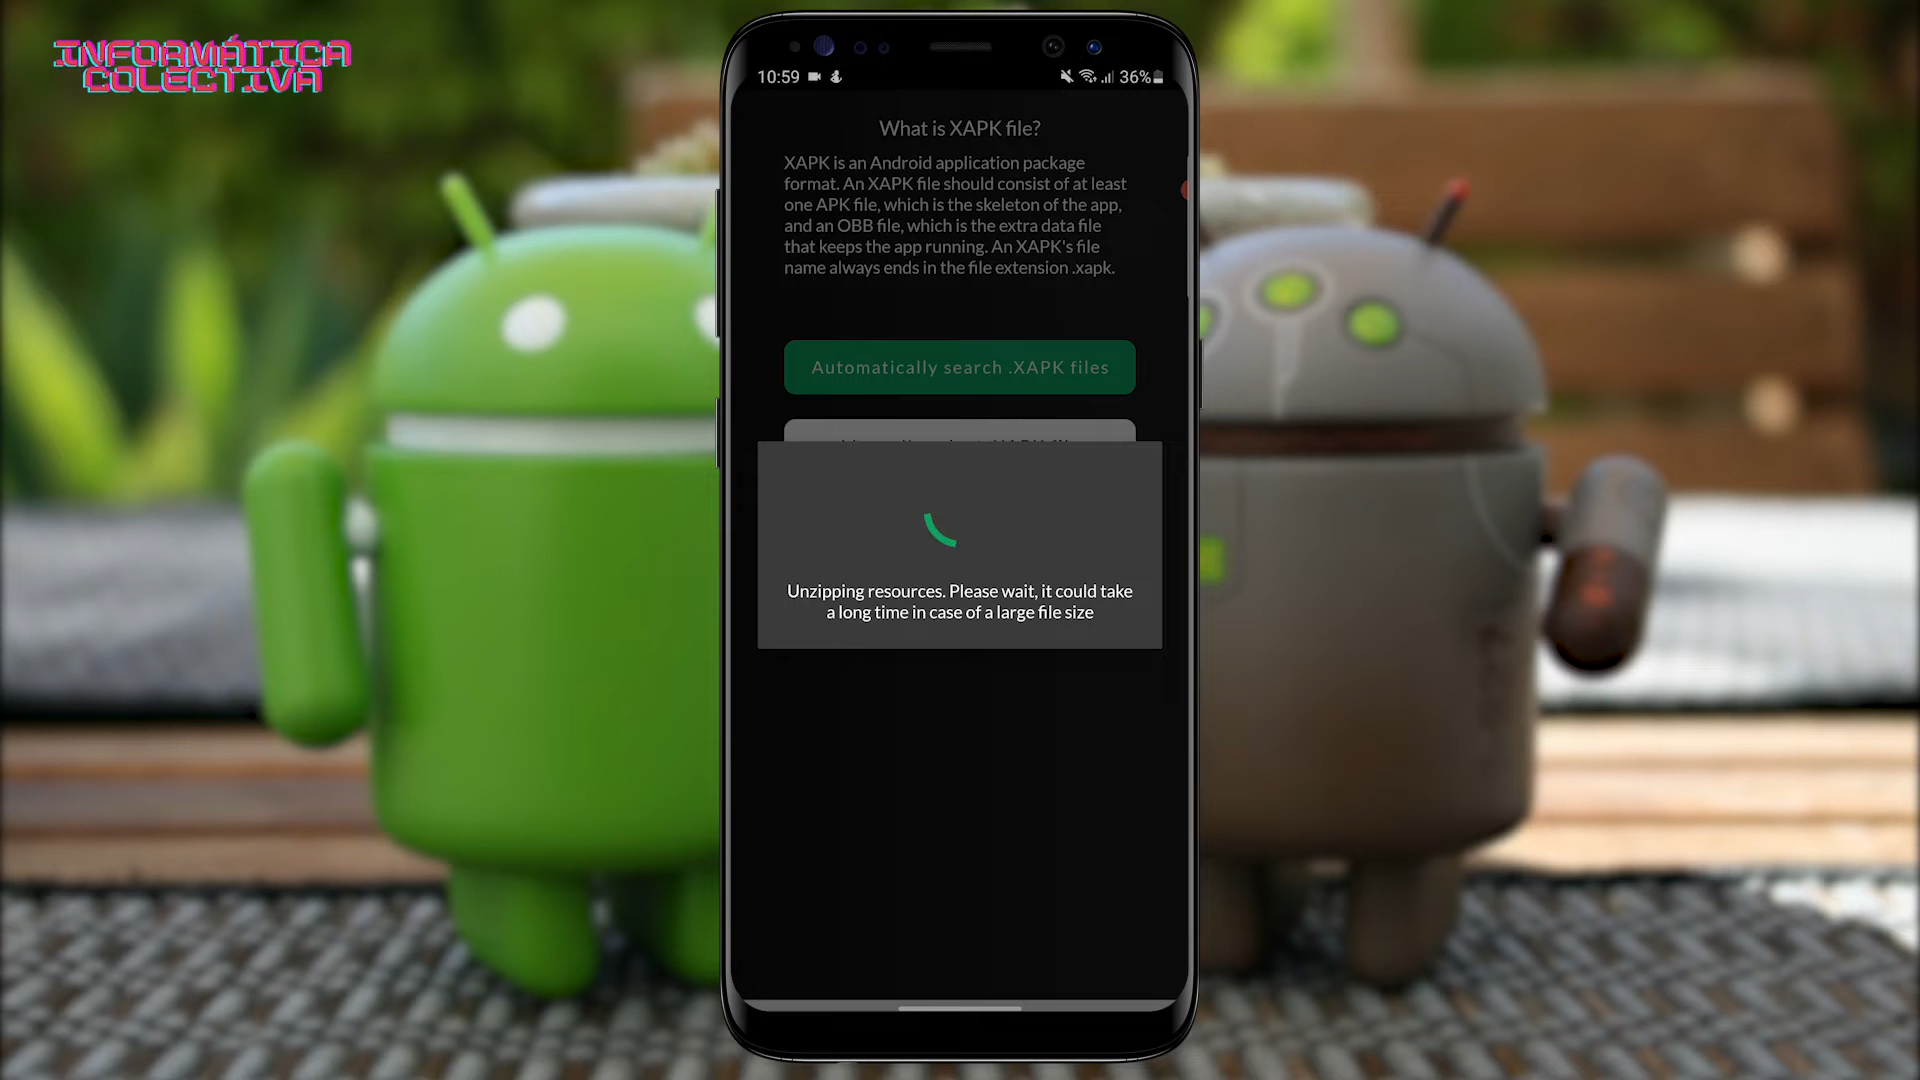 INFORMÁTICA
COLECTIVA
10:59
36%
What is XAPK file?
XAPK is an Android application package
format. An XAPK file should consist of at least
one APK file, which is the skeleton of the app,
and an OBB file, which is the extra data file
that keeps the app running. An XAPK's file
name always ends in the file extension .xapk.
Automatically search .XAPK files
Unzipping resources. Please wait, it could take
a long time in case of a large file size